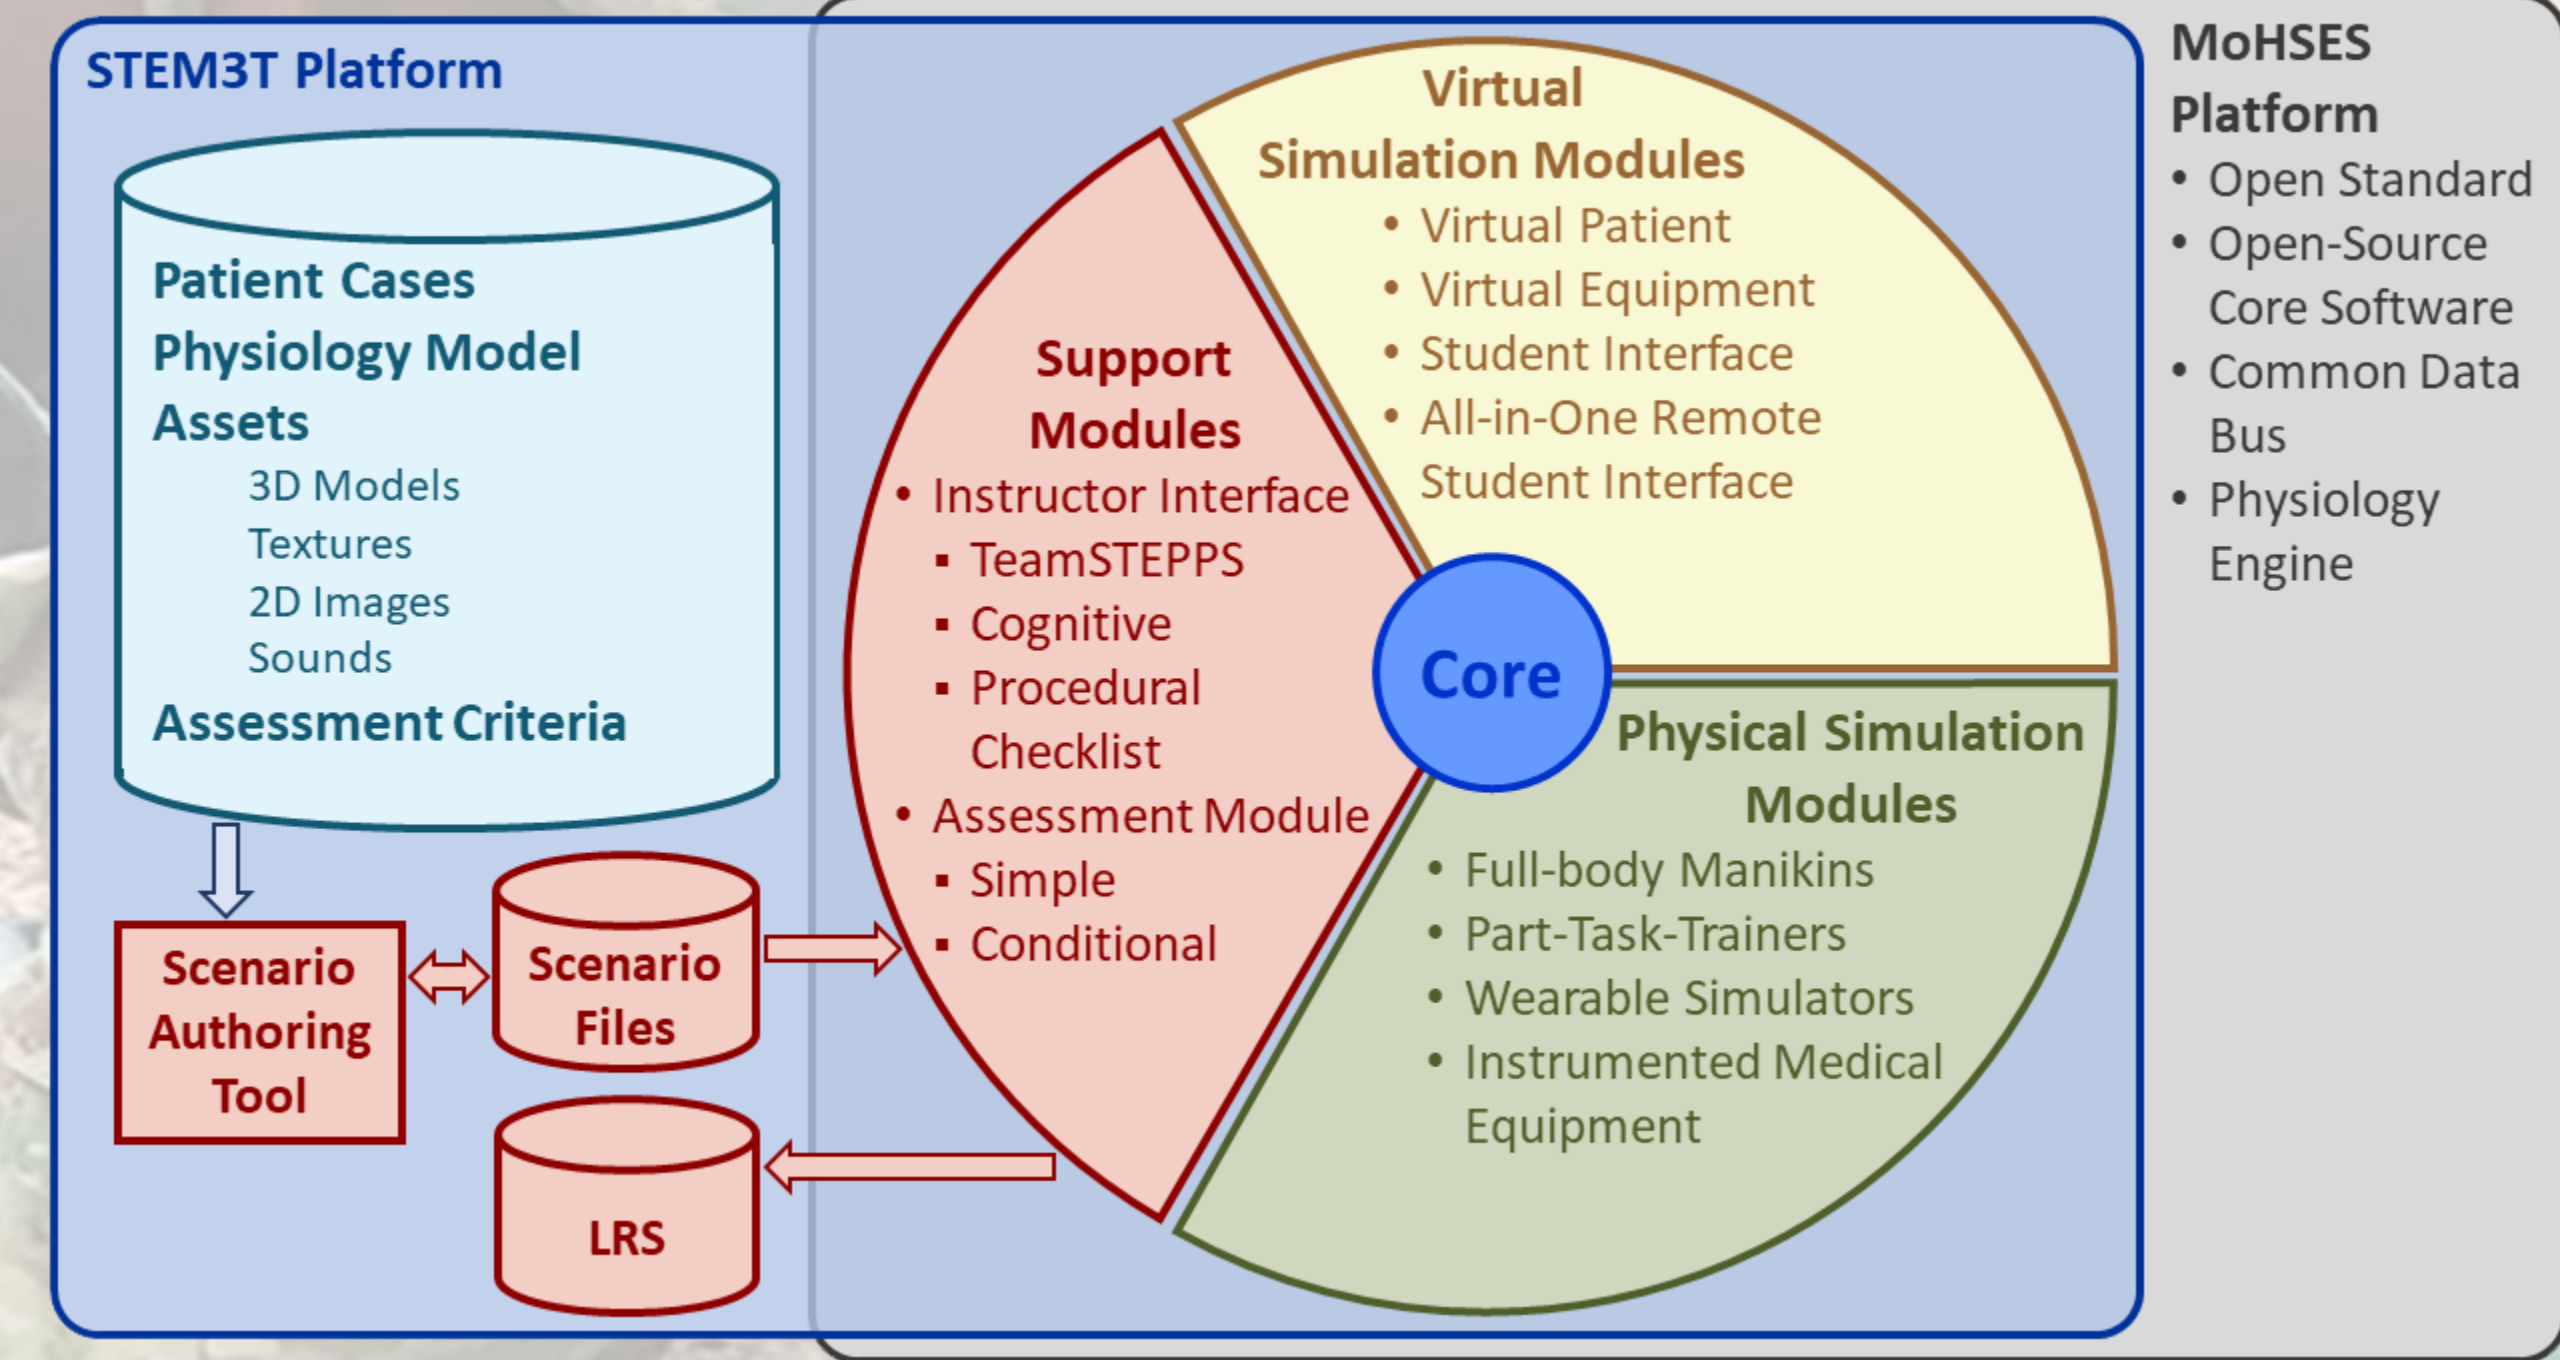 STEM3T Platform
Patient Cases
Physiology Model
Assets
3D Models
Textures
2D Images
Sounds
Assessment Criteria
Scenario
Authoring
Tool
Scenario
Files
LRS
Support
Modules
• Instructor Interface
▪ TeamSTEPPS
▪ Cognitive
▪ Procedural
Checklist
• Assessment Module
▪ Simple
▪ Conditional
Virtual
Simulation Modules
• Virtual Patient
• Virtual Equipment
• Student Interface
• All-in-One Remote
Student Interface
Core
Physical Simulation
Modules
• Full-body Manikins
• Part-Task-Trainers
• Wearable Simulators
• Instrumented Medical
Equipment
MoHSES
Platform
• Open Standard
• Open-Source
Core Software
• Common Data
Bus
• Physiology
Engine